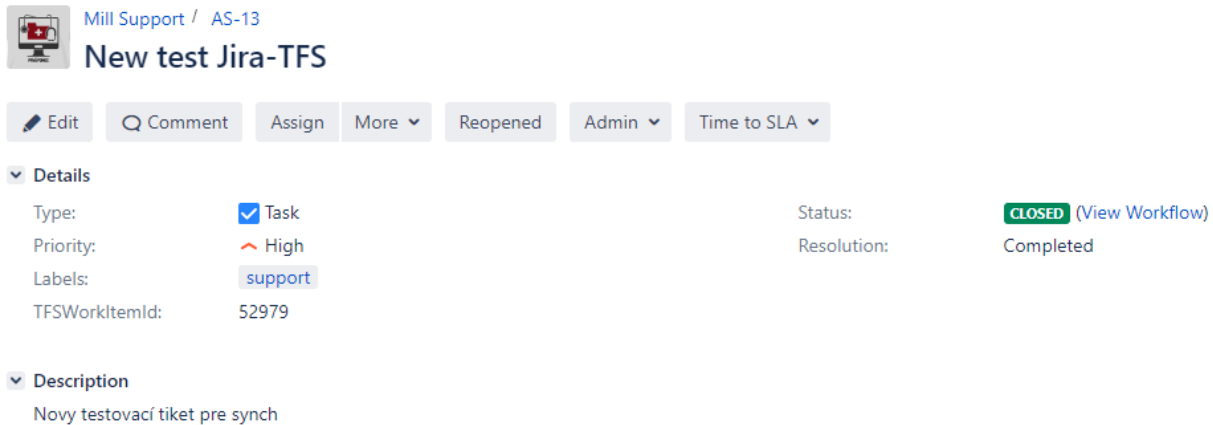 Mill Support / AS-13
New test Jira-TFS
Edit Comment Assign More Reopened Admin Time to SLA
Details
Type: Task Status: CLOSED (View Workflow)
Priority: High Resolution: Completed
Labels: support
TFSWorkItemId: 52979
Description
Novy testovací tiket pre synch